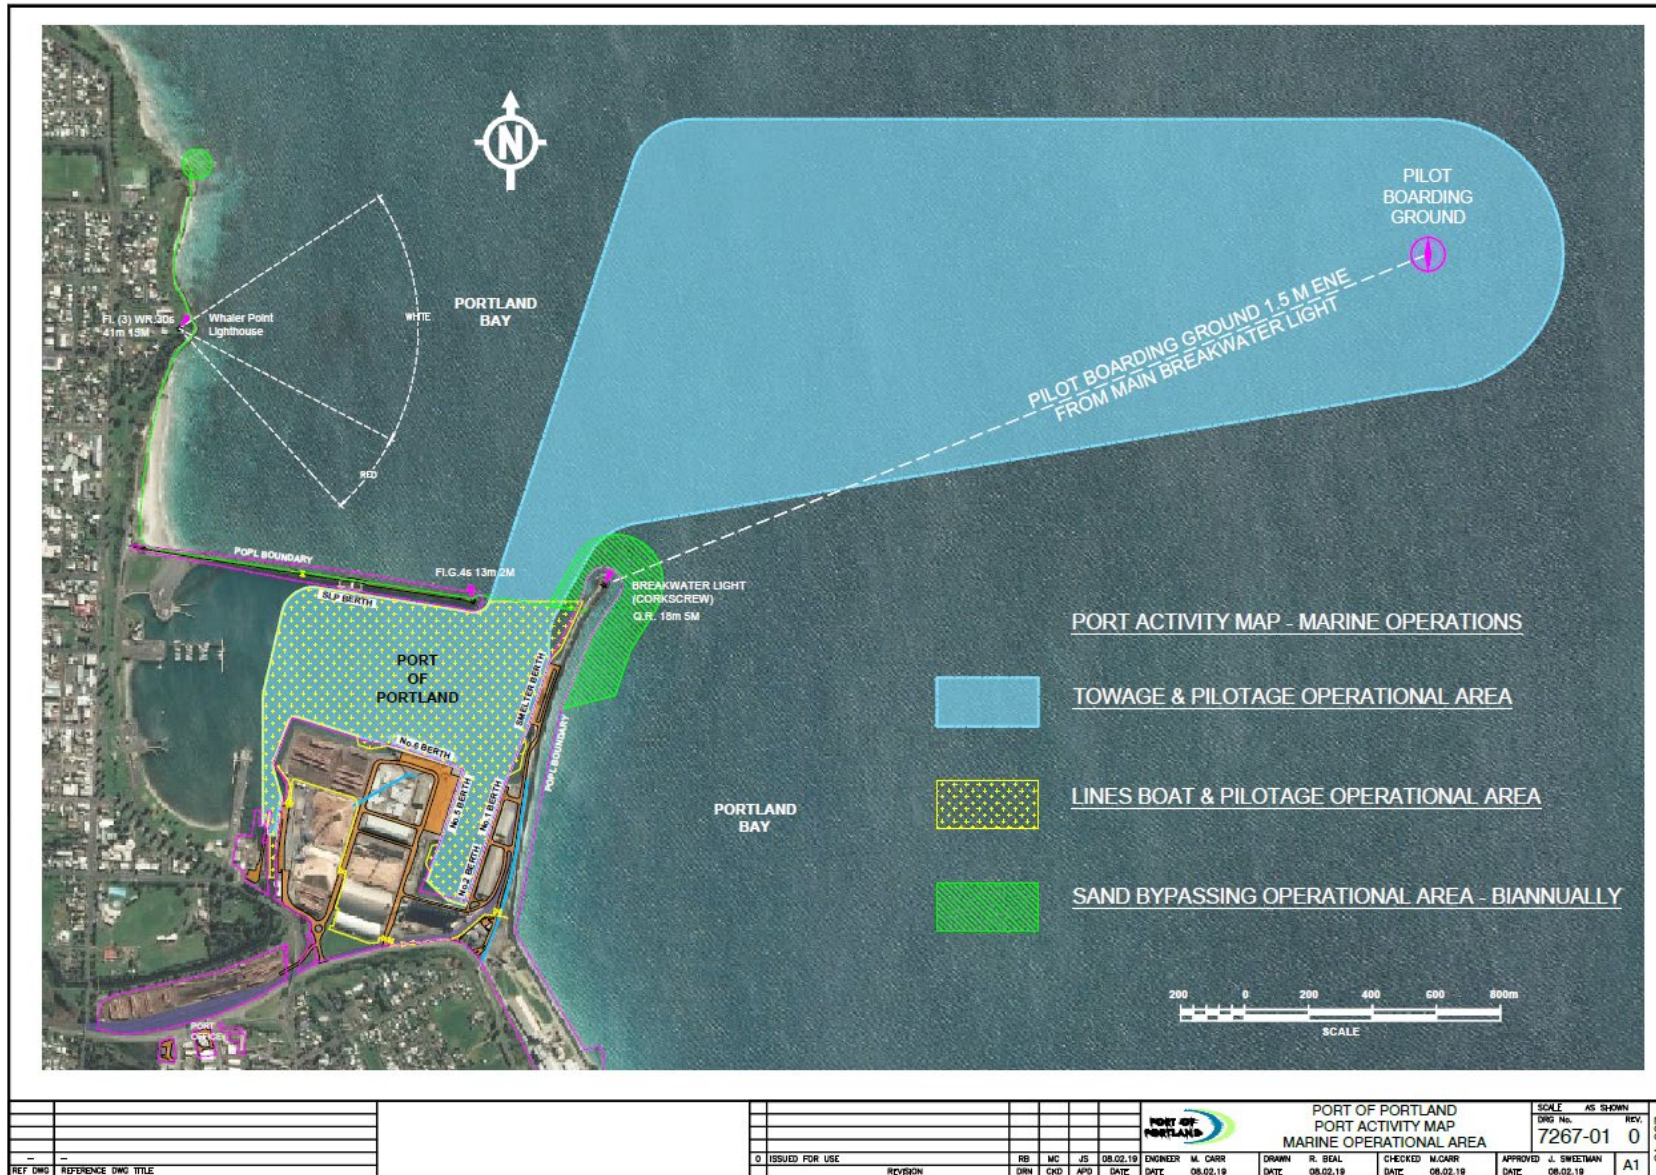 PILOT
BOARDING
GROUND
PORTLAND
BAY
WHITE
Fl. (3) WR.30s
41m 15M
Whaler Point
Lighthouse
PILOT BOARDING GROUND 1.5 M ENE
FROM MAIN BREAKWATER LIGHT
RED
POPL BOUNDARY
Fl.G.4s 13m 2M
SLP BERTH
BREAKWATER LIGHT
(CORKSCREW)
Q.R. 18m 5M
PORT
OF
PORTLAND
SMELTER BERTH
POPL BOUNDARY
No.6 BERTH
No.5 BERTH
No.1 BERTH
No.2 BERTH
PORTLAND
BAY
PORT
N
PORT ACTIVITY MAP - MARINE OPERATIONS
TOWAGE & PILOTAGE OPERATIONAL AREA
LINES BOAT & PILOTAGE OPERATIONAL AREA
SAND BYPASSING OPERATIONAL AREA - BIANNUALLY
200 0 200 400 600 800m
SCALE
REF DWG REFERENCE DWG TITLE
0 ISSUED FOR USE RB MC JS 08.02.19
REVISION DRN CKD APD DATE
PORT OF
PORTLAND
PORT OF PORTLAND
PORT ACTIVITY MAP
MARINE OPERATIONAL AREA
SCALE AS SHOWN
DRG No. REV.
7267-01 0
ENGINEER M. CARR DRAWN R. BEAL CHECKED M.CARR APPROVED J. SWEETMAN
DATE 08.02.19 DATE 08.02.19 DATE 08.02.19 DATE 08.02.19
A1